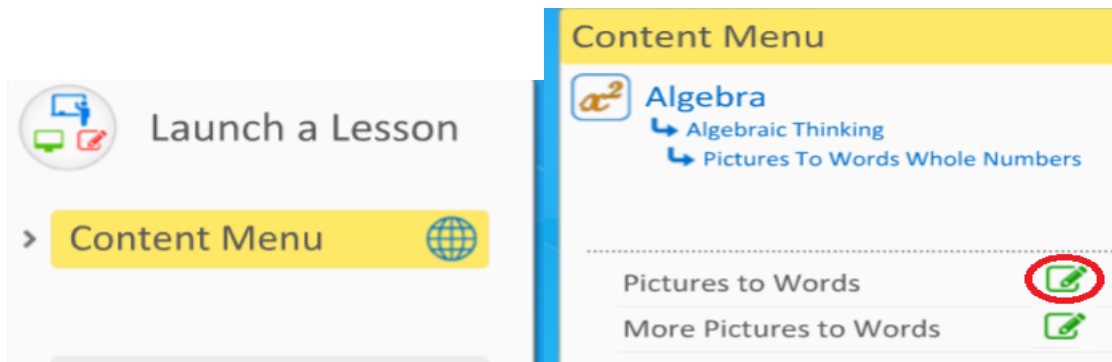 Launch a Lesson
Content Menu
Content Menu
x²
Algebra
Algebraic Thinking
Pictures To Words Whole Numbers
Pictures to Words
More Pictures to Words